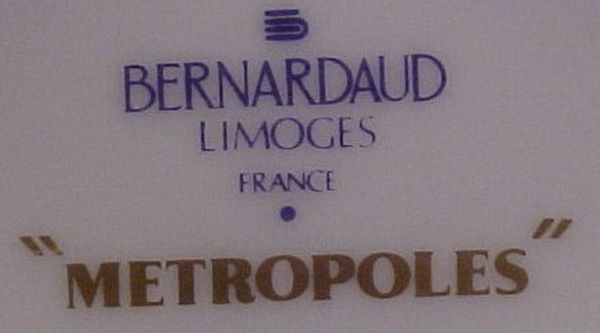 BERNARDAUD
LIMOGES
FRANCE
"METROPOLES"